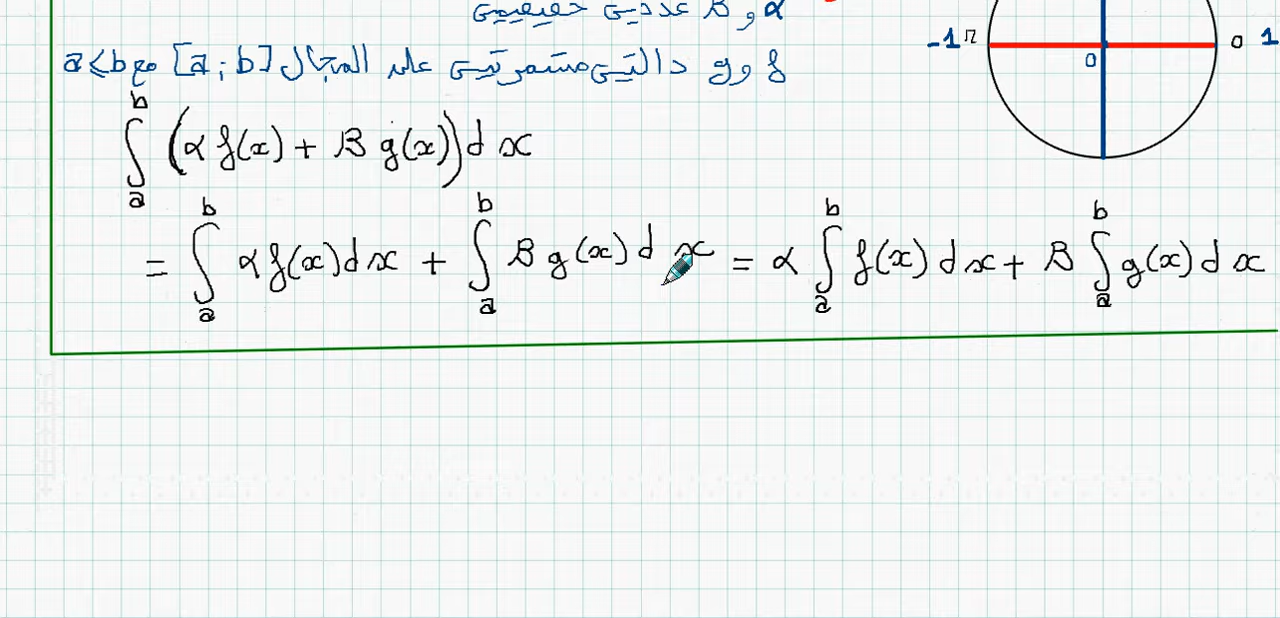 α و β عددين حقيقيين
f و g دالتين مستمرتين على المجال [a ; b] مع a<b
∫_a^b (α f(x) + β g(x)) dx
= ∫_a^b α f(x) dx + ∫_a^b β g(x) dx = α ∫_a^b f(x) dx + β ∫_a^b g(x) dx
-1 π 0 0 1